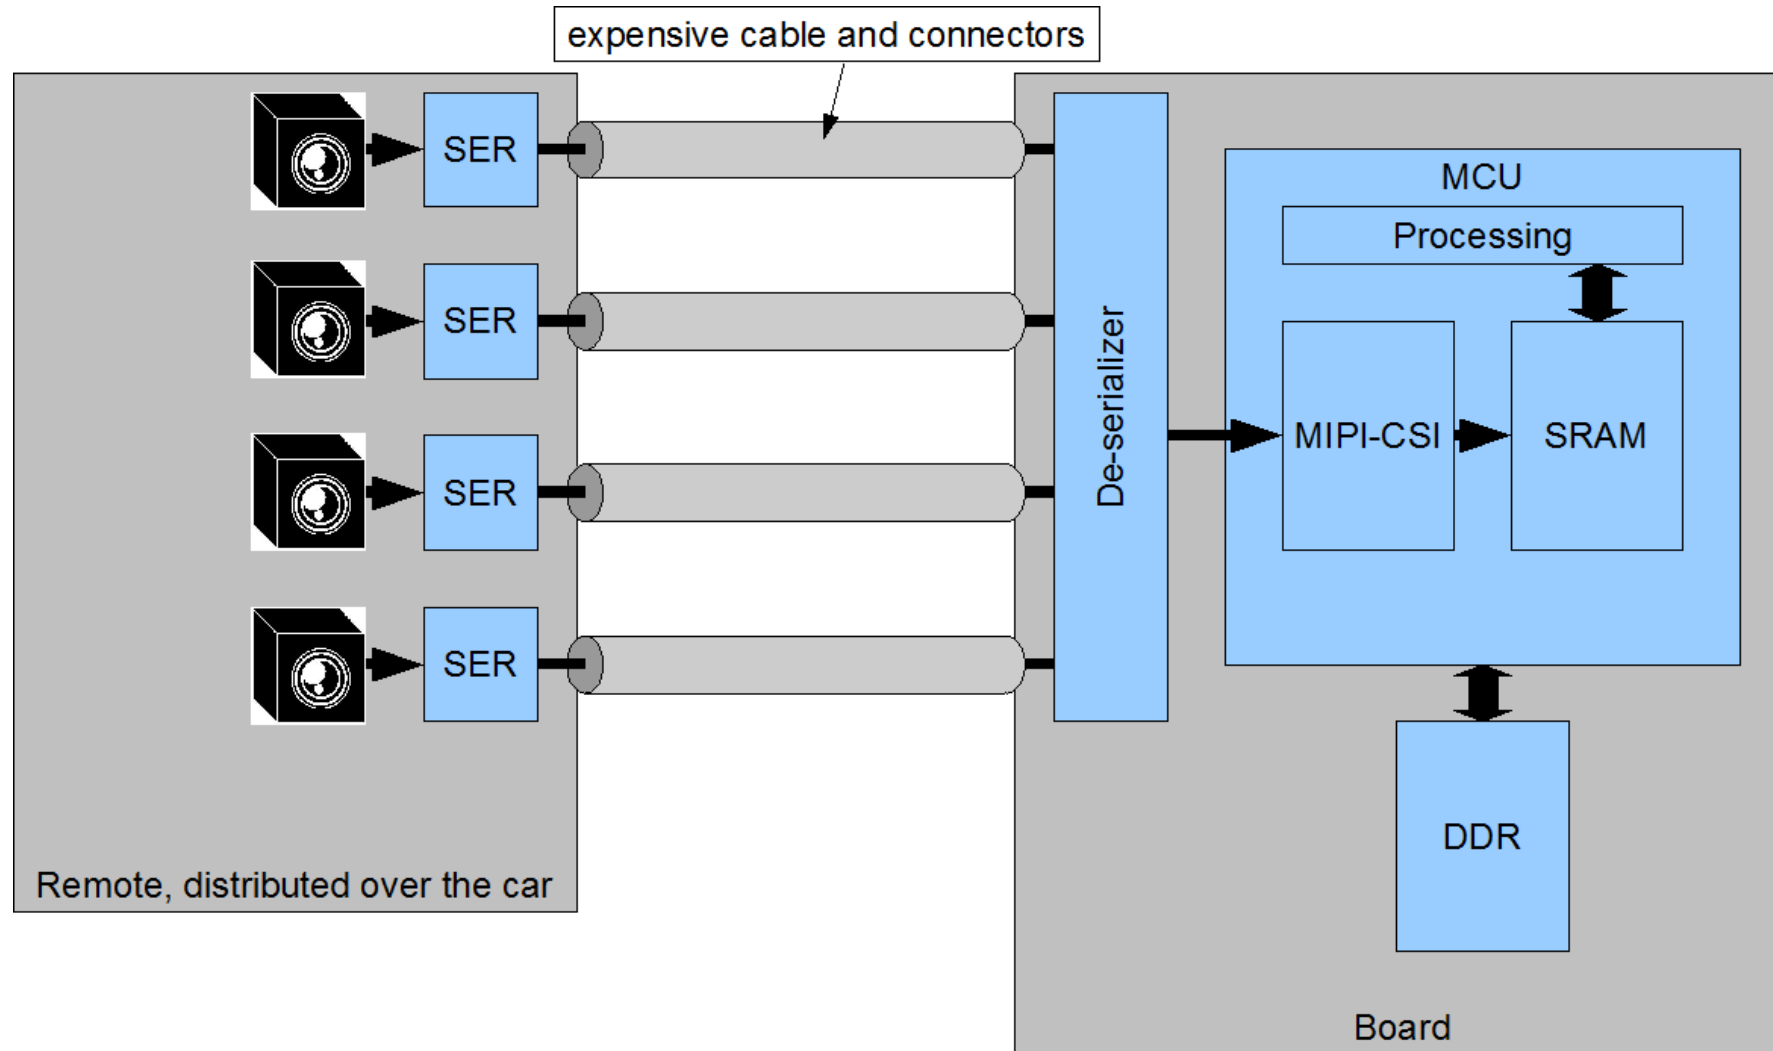 expensive cable and connectors
SER
SER
SER
SER
Remote, distributed over the car
De-serializer
MCU
Processing
MIPI-CSI
SRAM
DDR
Board